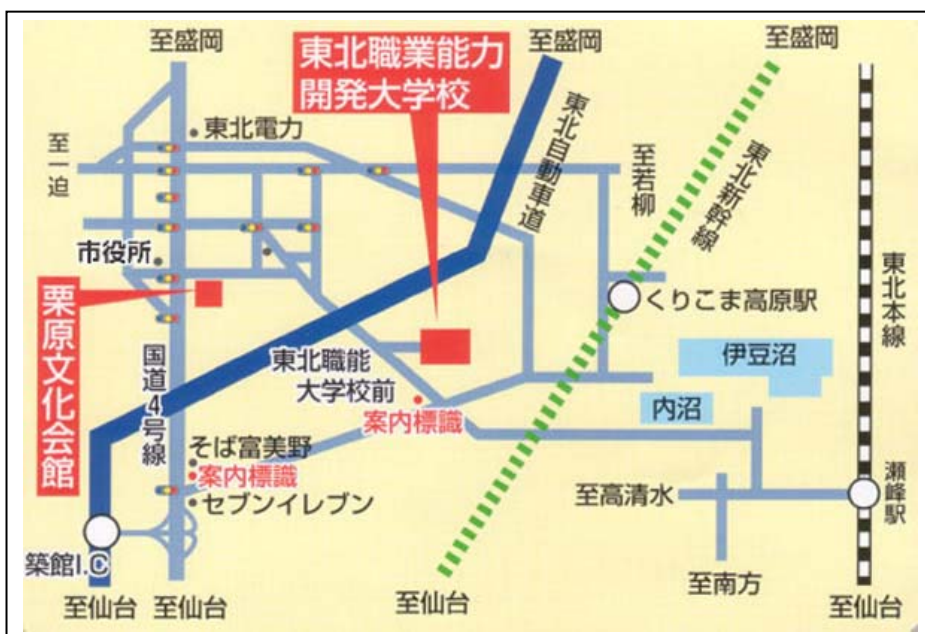 至盛岡
東北職業能力
開発大学校
至盛岡
至盛岡
東北電力
至一迫
東北自動車道
至若柳
東北新幹線
市役所
栗原文化会館
くりこま高原駅
東北本線
国道4号線
東北職能
大学校前
案内標識
伊豆沼
内沼
そば富美野
案内標識
セブンイレブン
至高清水
瀬峰駅
築館I.C
至南方
至仙台
至仙台
至仙台
至仙台